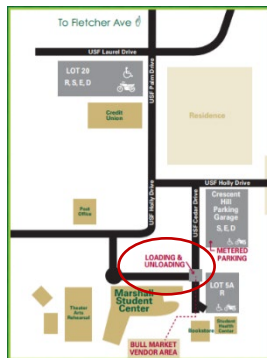 To Fletcher Ave
USF Laurel Drive
LOT 20
R, S, E, D
USF Palm Drive
Credit
Union
Residence
USF Holly Drive
Crescent
Hill
Parking
Garage
S, E, D
USF Holly Drive
USF Cedar Drive
Post
Office
METERED
PARKING
LOADING &
UNLOADING
LOT 5A
R
Marshall
Student
Center
Theater
Arts
Rehearsal
Bookstore
Student
Health
Center
BULL MARKET
VENDOR AREA